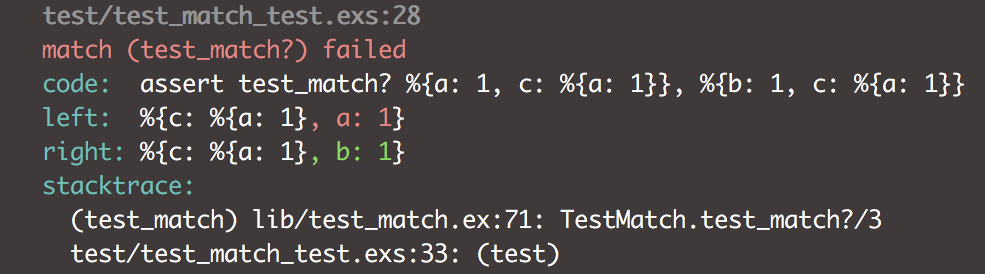 test/test_match_test.exs:28
match (test_match?) failed
code:  assert test_match? %{a: 1, c: %{a: 1}}, %{b: 1, c: %{a: 1}}
left:  %{c: %{a: 1}, a: 1}
right: %{c: %{a: 1}, b: 1}
stacktrace:
  (test_match) lib/test_match.ex:71: TestMatch.test_match?/3
  test/test_match_test.exs:33: (test)